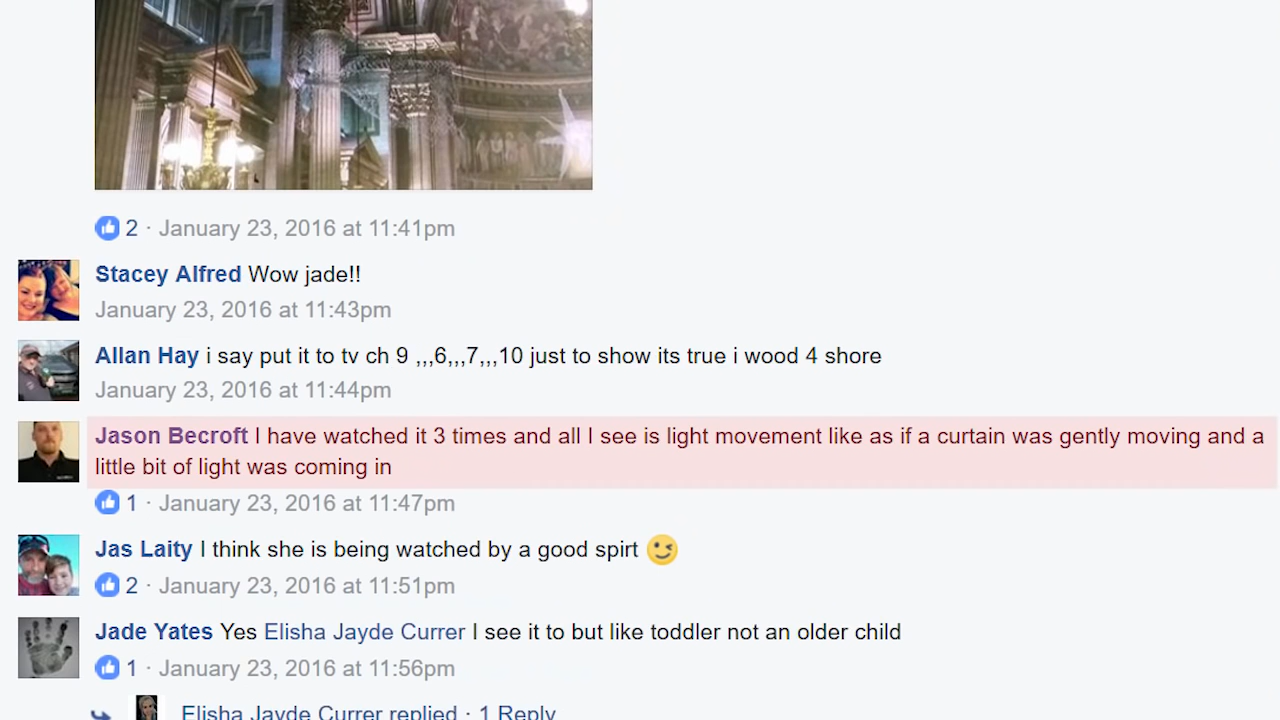 2 · January 23, 2016 at 11:41pm
Stacey Alfred Wow jade!!
January 23, 2016 at 11:43pm
Allan Hay i say put it to tv ch 9 ,,,6,,,7,,,10 just to show its true i wood 4 shore
January 23, 2016 at 11:44pm
Jason Becroft I have watched it 3 times and all I see is light movement like as if a curtain was gently moving and a
little bit of light was coming in
1 · January 23, 2016 at 11:47pm
Jas Laity I think she is being watched by a good spirt 😉
2 · January 23, 2016 at 11:51pm
Jade Yates Yes Elisha Jayde Currer I see it to but like toddler not an older child
1 · January 23, 2016 at 11:56pm
Elisha Jayde Currer replied · 1 Reply